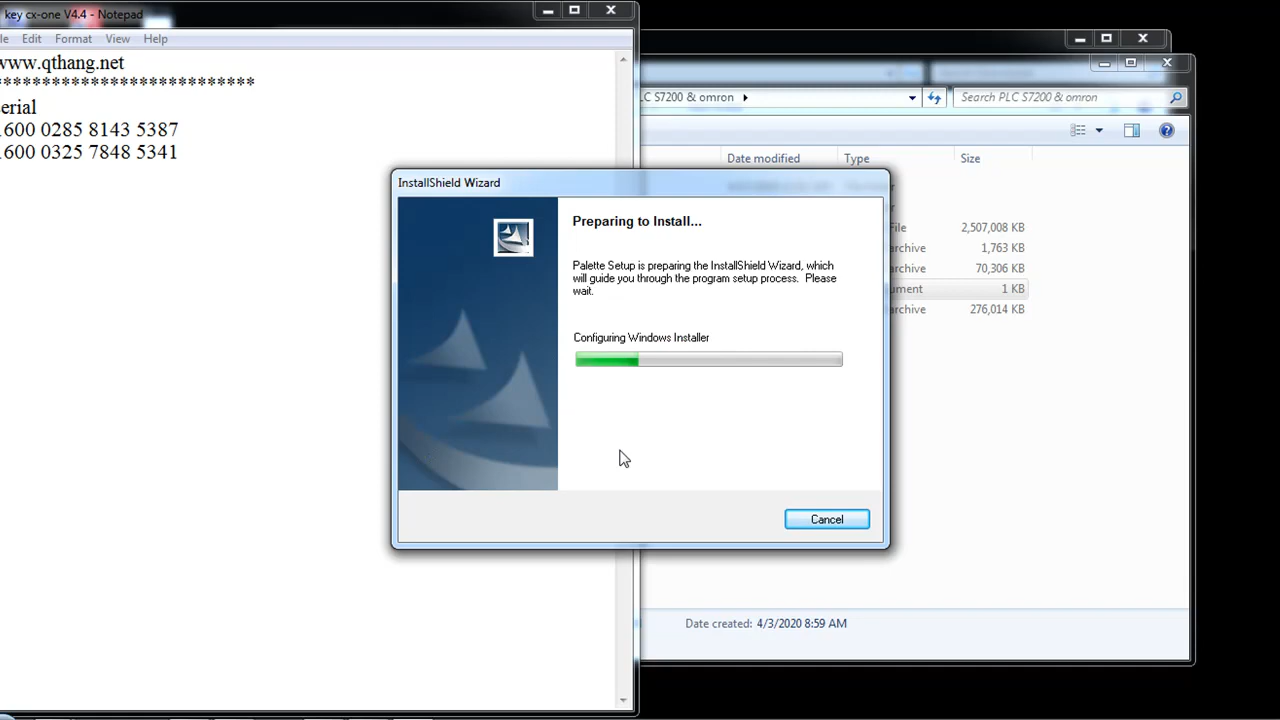 key cx-one V4.4 - Notepad
Edit Format View Help
www.qthang.net
**************************
erial
600 0285 8143 5387
600 0325 7848 5341
LC S7200 & omron
Search PLC S7200 & omron
Date modified Type Size
File 2,507,008 KB
archive 1,763 KB
archive 70,306 KB
ument 1 KB
archive 276,014 KB
Date created: 4/3/2020 8:59 AM
InstallShield Wizard
Preparing to Install...
Palette Setup is preparing the InstallShield Wizard, which
will guide you through the program setup process. Please
wait.
Configuring Windows Installer
Cancel